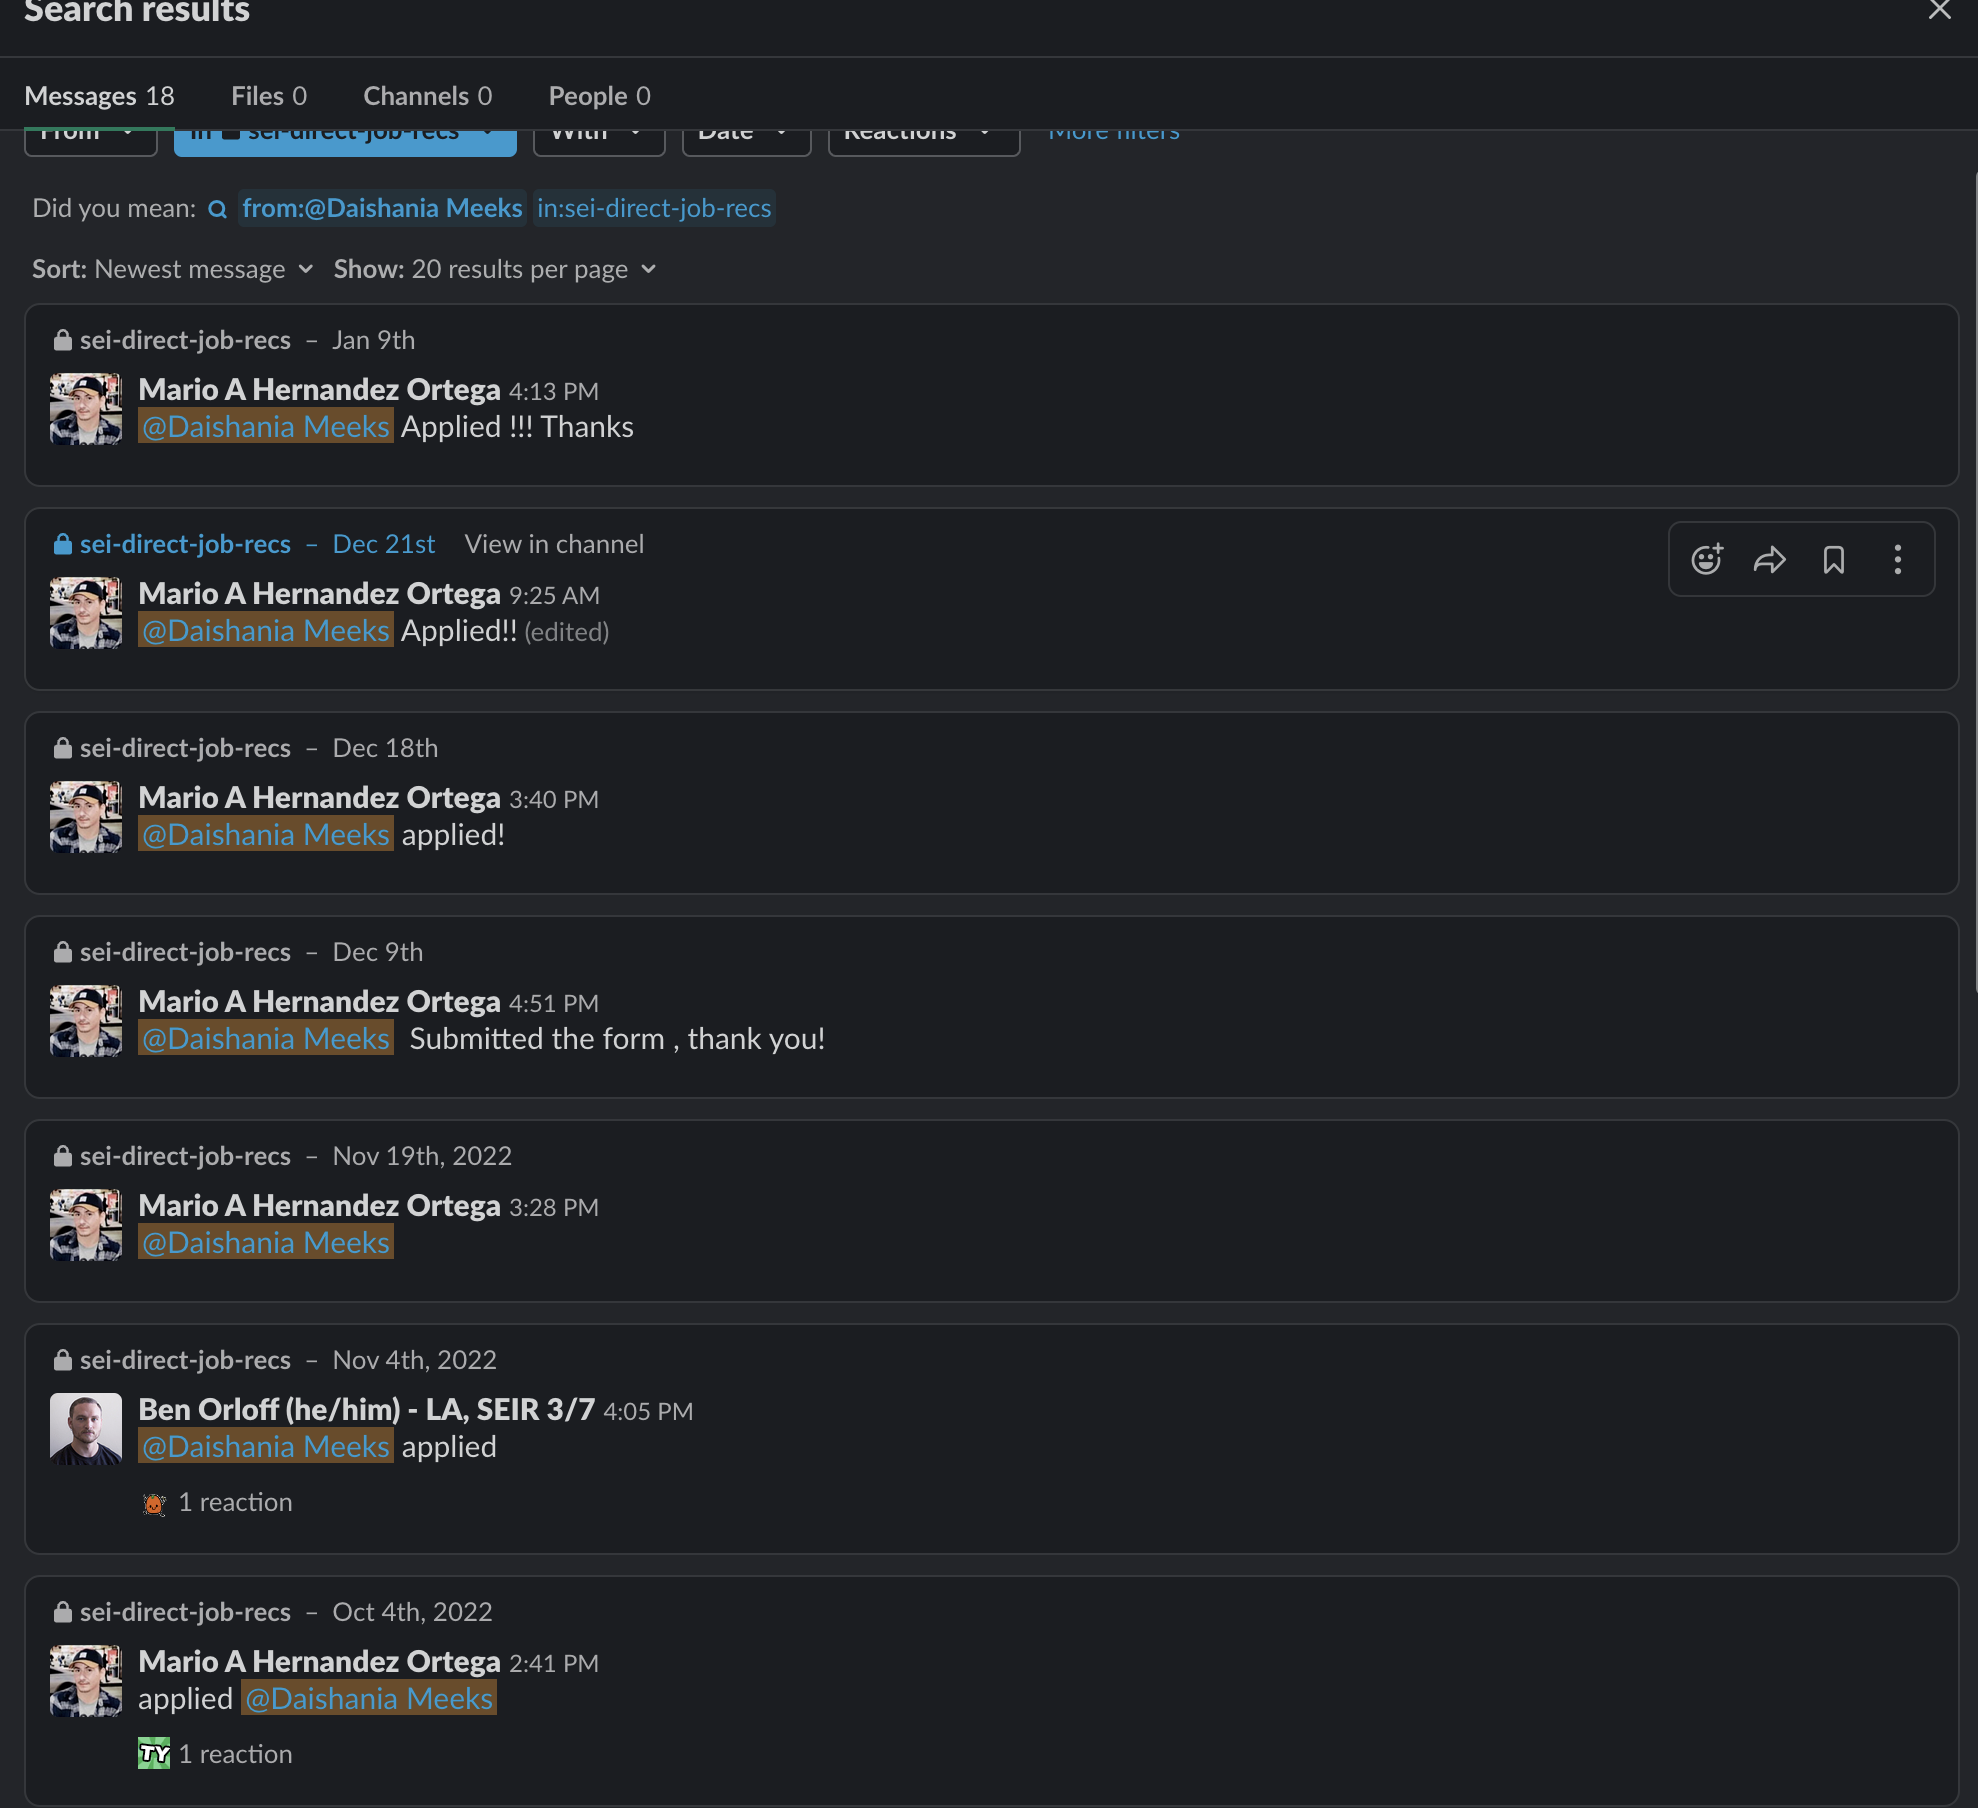 Search results
Messages 18 Files 0 Channels 0 People 0
From in sei-direct-job-recs With Date Reactions More filters
Did you mean: from:@Daishania Meeks in:sei-direct-job-recs
Sort: Newest message Show: 20 results per page
sei-direct-job-recs – Jan 9th
Mario A Hernandez Ortega 4:13 PM
@Daishania Meeks Applied !!! Thanks
sei-direct-job-recs – Dec 21st View in channel
Mario A Hernandez Ortega 9:25 AM
@Daishania Meeks Applied!! (edited)
sei-direct-job-recs – Dec 18th
Mario A Hernandez Ortega 3:40 PM
@Daishania Meeks applied!
sei-direct-job-recs – Dec 9th
Mario A Hernandez Ortega 4:51 PM
@Daishania Meeks Submitted the form , thank you!
sei-direct-job-recs – Nov 19th, 2022
Mario A Hernandez Ortega 3:28 PM
@Daishania Meeks
sei-direct-job-recs – Nov 4th, 2022
Ben Orloff (he/him) - LA, SEIR 3/7 4:05 PM
@Daishania Meeks applied
1 reaction
sei-direct-job-recs – Oct 4th, 2022
Mario A Hernandez Ortega 2:41 PM
applied @Daishania Meeks
TY 1 reaction